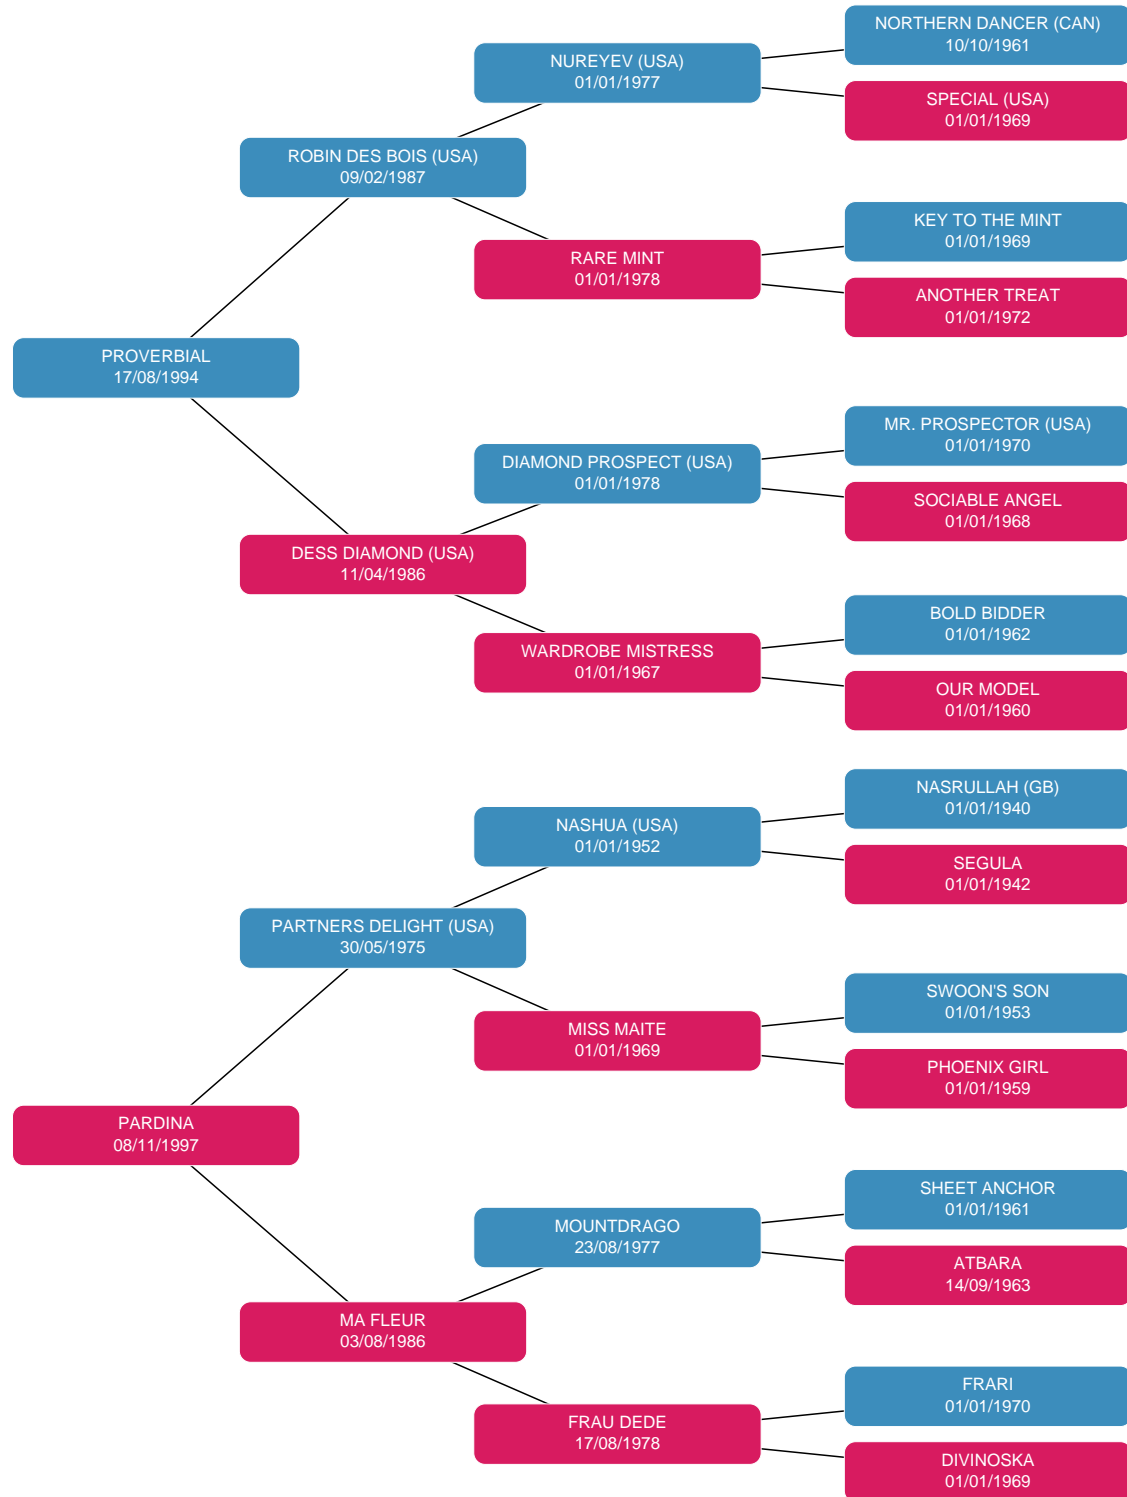 NORTHERN DANCER (CAN)
10/10/1961
NUREYEV (USA)
01/01/1977
SPECIAL (USA)
01/01/1969
ROBIN DES BOIS (USA)
09/02/1987
KEY TO THE MINT
01/01/1969
RARE MINT
01/01/1978
ANOTHER TREAT
01/01/1972
PROVERBIAL
17/08/1994
MR. PROSPECTOR (USA)
01/01/1970
DIAMOND PROSPECT (USA)
01/01/1978
SOCIABLE ANGEL
01/01/1968
DESS DIAMOND (USA)
11/04/1986
BOLD BIDDER
01/01/1962
WARDROBE MISTRESS
01/01/1967
OUR MODEL
01/01/1960
NASRULLAH (GB)
01/01/1940
NASHUA (USA)
01/01/1952
SEGULA
01/01/1942
PARTNERS DELIGHT (USA)
30/05/1975
SWOON'S SON
01/01/1953
MISS MAITE
01/01/1969
PHOENIX GIRL
01/01/1959
PARDINA
08/11/1997
SHEET ANCHOR
01/01/1961
MOUNTDRAGO
23/08/1977
ATBARA
14/09/1963
MA FLEUR
03/08/1986
FRARI
01/01/1970
FRAU DEDE
17/08/1978
DIVINOSKA
01/01/1969